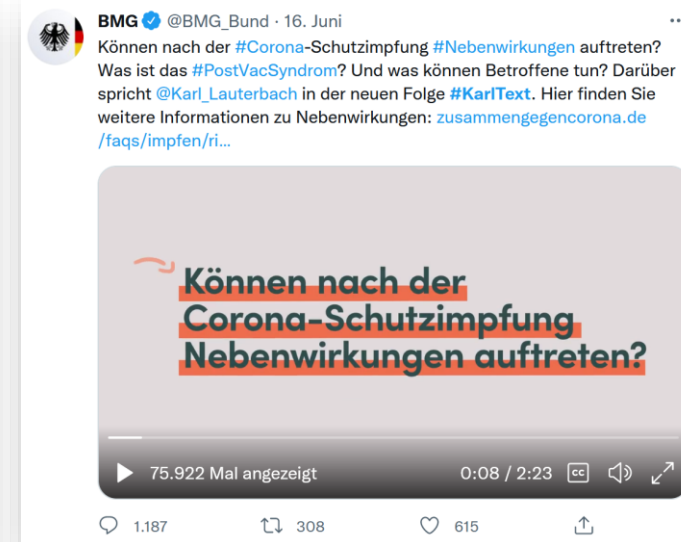 BMG @BMG_Bund · 16. Juni
Können nach der #Corona-Schutzimpfung #Nebenwirkungen auftreten?
Was ist das #PostVacSyndrom? Und was können Betroffene tun? Darüber
spricht @Karl_Lauterbach in der neuen Folge #KarlText. Hier finden Sie
weitere Informationen zu Nebenwirkungen: zusammengegencorona.de
/faqs/impfen/ri...
Können nach der
Corona-Schutzimpfung
Nebenwirkungen auftreten?
75.922 Mal angezeigt 0:08 / 2:23 CC
1.187 308 615